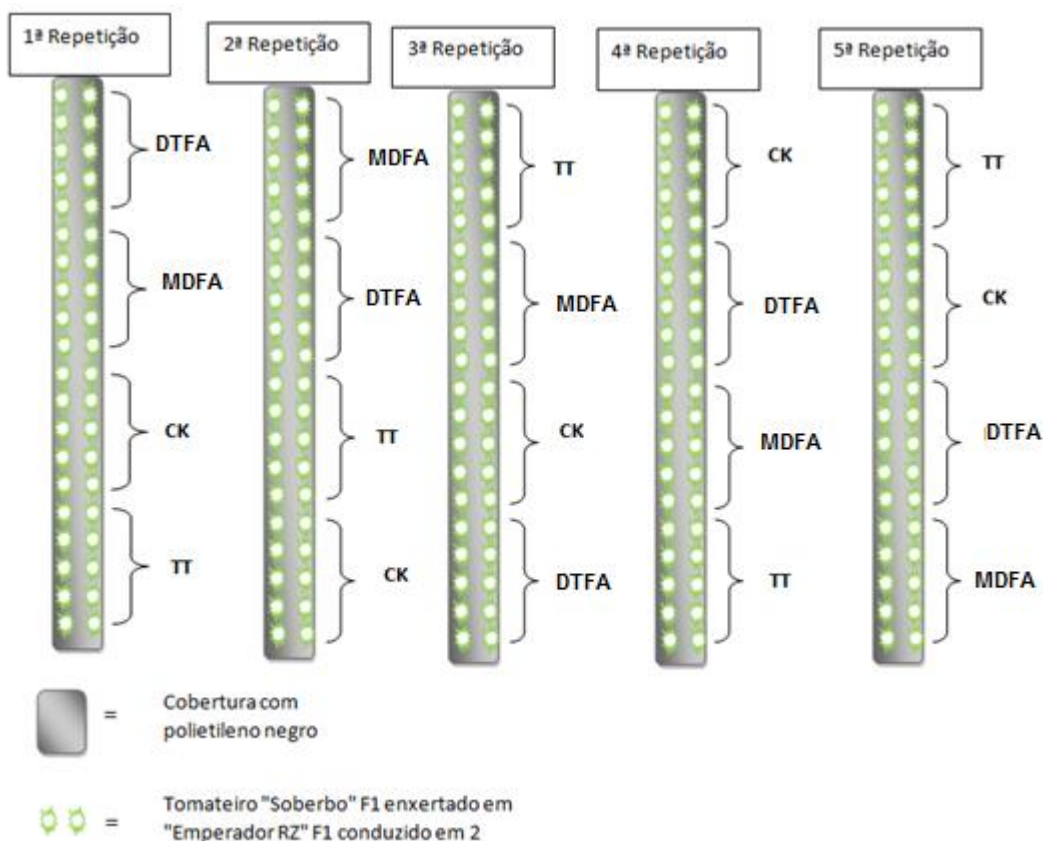 1ª Repetição
2ª Repetição
3ª Repetição
4ª Repetição
5ª Repetição
DTFA
MDFA
CK
TT
MDFA
DTFA
TT
CK
TT
MDFA
CK
DTFA
CK
DTFA
MDFA
TT
TT
CK
DTFA
MDFA
= Cobertura com
polietileno negro
= Tomateiro "Soberbo" F1 enxertado em
"Emperador RZ" F1 conduzido em 2